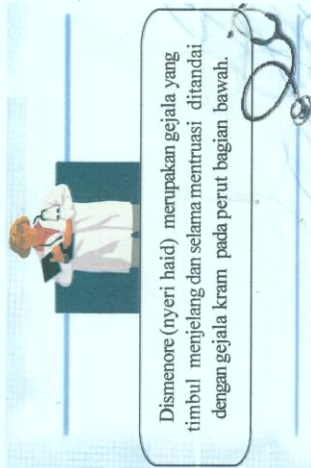 Dismenore (nyeri haid) merupakan gejala yang
timbul menjelang dan selama mentruasi ditandai
dengan gejala kram pada perut bagian bawah.